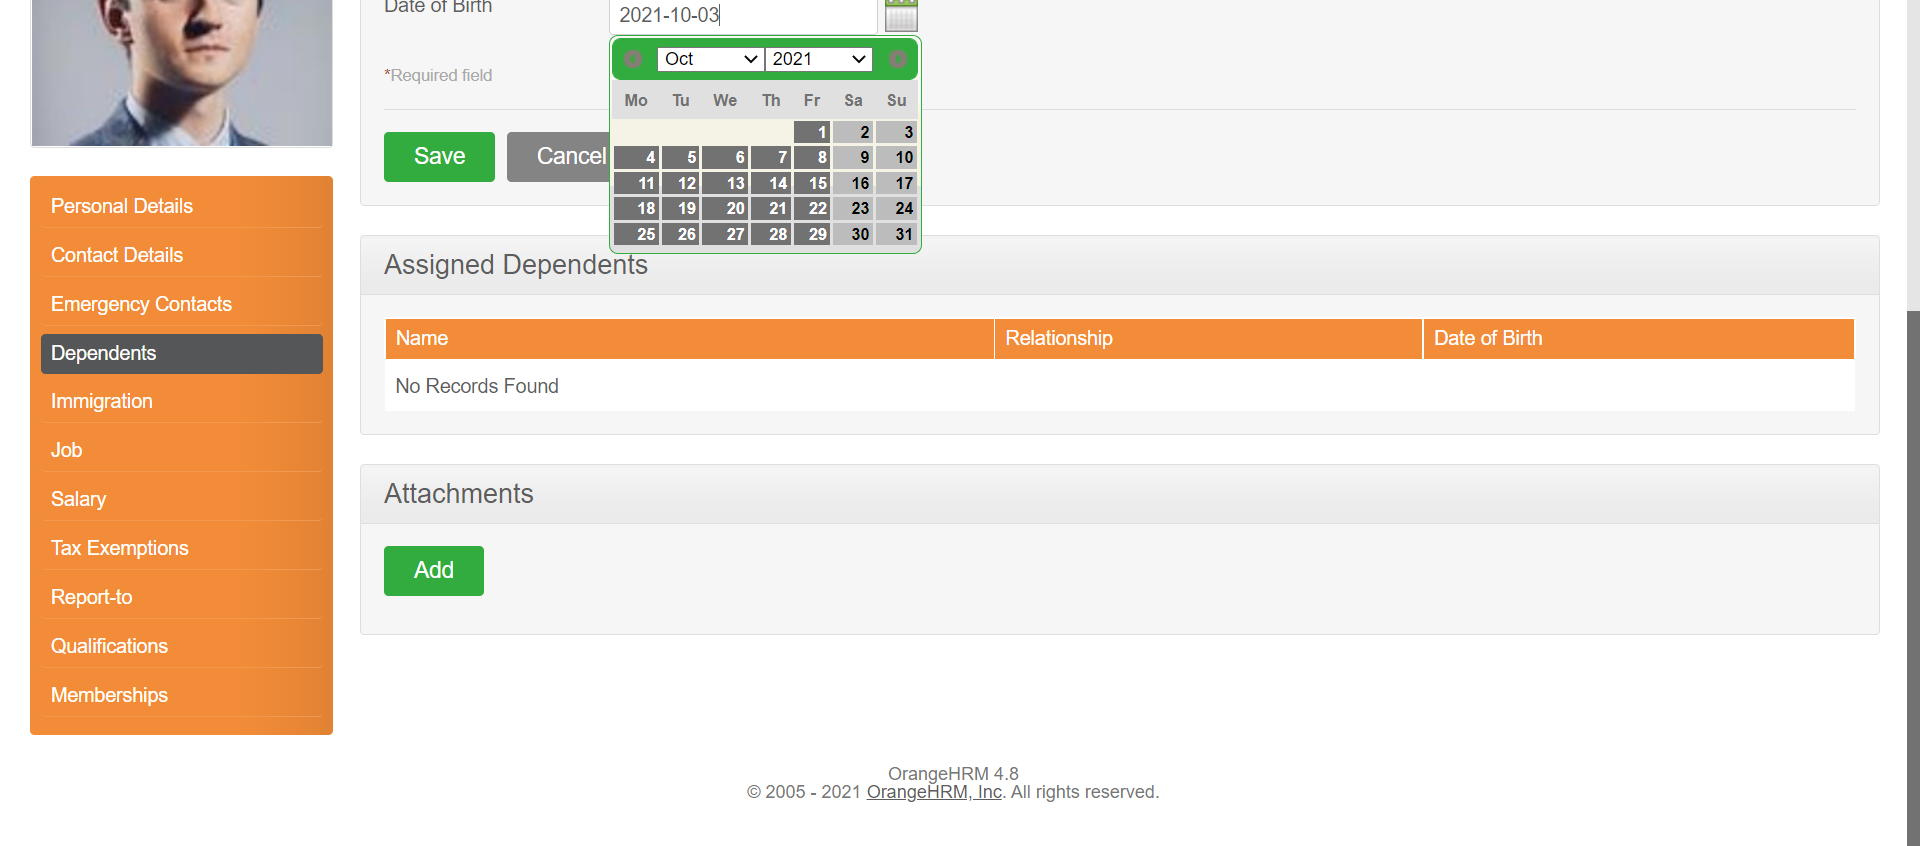 Date of Birth
2021-10-03
Oct 2021
*Required field
Mo Tu We Th Fr Sa Su
1 2 3
Save Cancel
4 5 6 7 8 9 10
11 12 13 14 15 16 17
18 19 20 21 22 23 24
25 26 27 28 29 30 31
Personal Details
Contact Details
Emergency Contacts
Dependents
Immigration
Job
Salary
Tax Exemptions
Report-to
Qualifications
Memberships
Assigned Dependents
Name Relationship Date of Birth
No Records Found
Attachments
Add
OrangeHRM 4.8
© 2005 - 2021 OrangeHRM, Inc. All rights reserved.